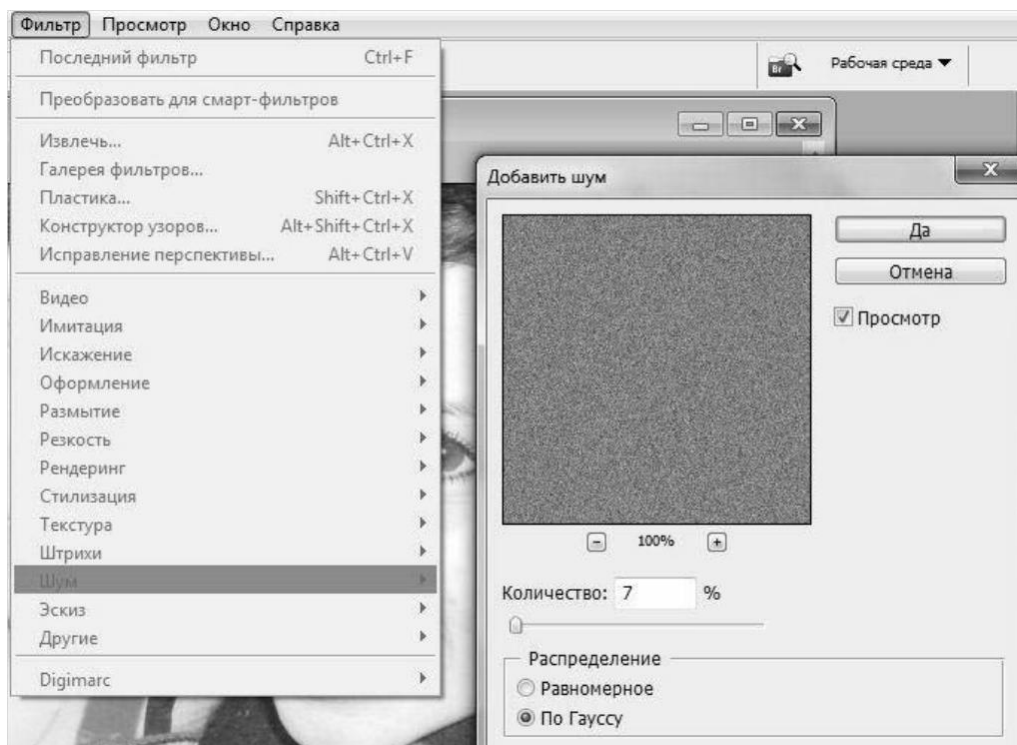 Фильтр Просмотр Окно Справка
Последний фильтр Ctrl+F
Преобразовать для смарт-фильтров
Извлечь... Alt+Ctrl+X
Галерея фильтров...
Пластика... Shift+Ctrl+X
Конструктор узоров... Alt+Shift+Ctrl+X
Исправление перспективы... Alt+Ctrl+V
Видео
Имитация
Искажение
Оформление
Размытие
Резкость
Рендеринг
Стилизация
Текстура
Штрихи
Шум
Эскиз
Другие
Digimarc
Br
Рабочая среда
Добавить шум
Да
Отмена
Просмотр
100%
Количество: 7 %
Распределение
Равномерное
По Гауссу